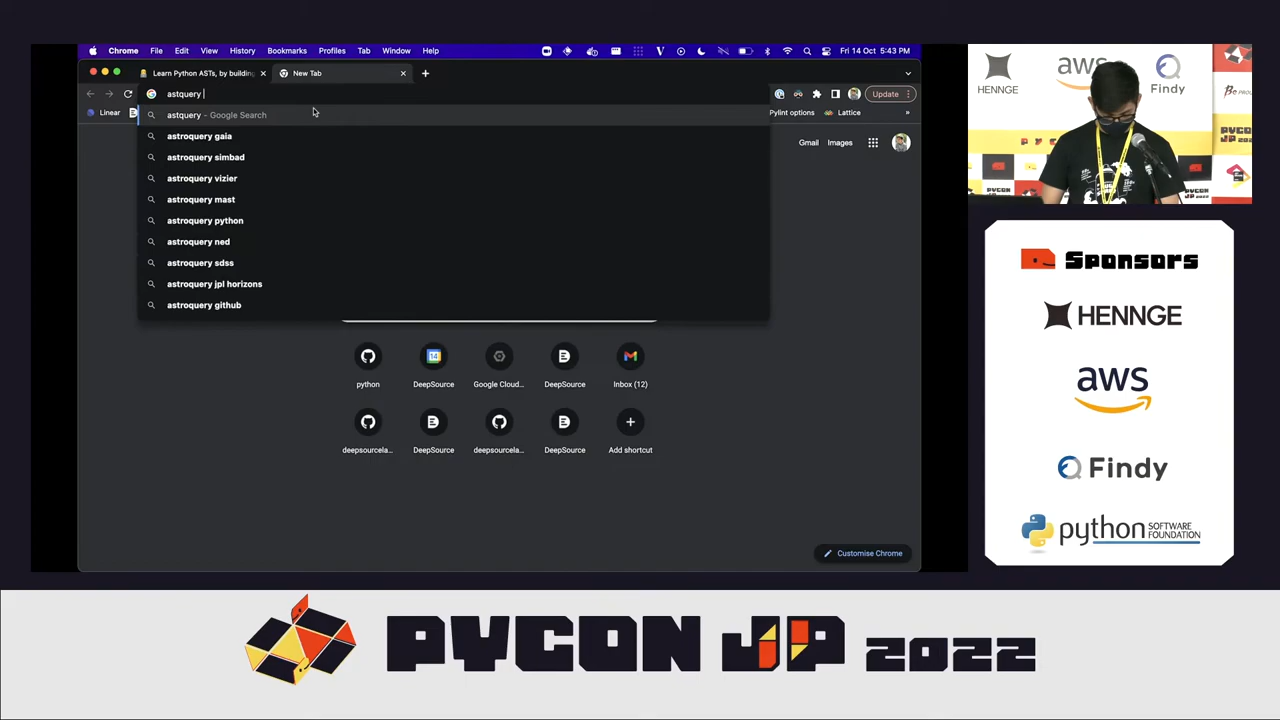 Chrome File Edit View History Bookmarks Profiles Tab Window Help
Fri 14 Oct 5:43 PM
Learn Python ASTs, by building
New Tab
astquery
Update
Linear
Pylint options
Lattice
»
astquery - Google Search
astroquery gaia
astroquery simbad
astroquery vizier
astroquery mast
astroquery python
astroquery ned
astroquery sdss
astroquery jpl horizons
astroquery github
Gmail Images
python DeepSource Google Cloud... DeepSource Inbox (12)
deepsourcela... DeepSource deepsourcela... DeepSource Add shortcut
Customise Chrome
HENNGE
aws
Findy
PYCON JP 2022
Sponsors
HENNGE
aws
Findy
python SOFTWARE FOUNDATION
PYCON JP 2022